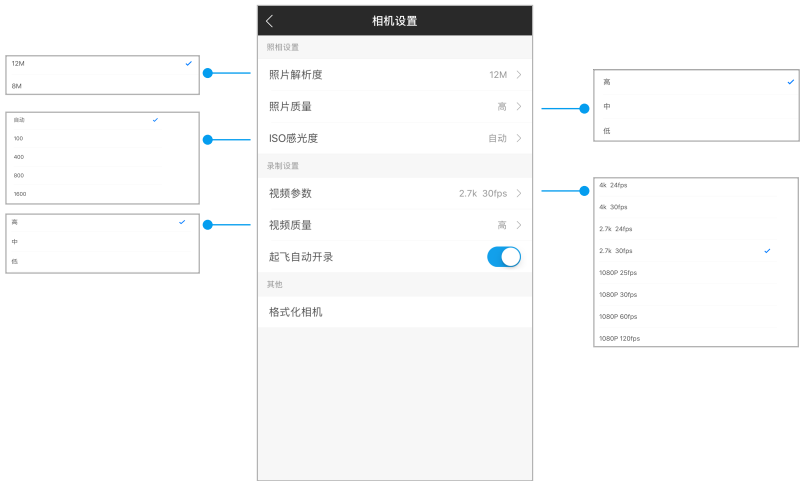 相机设置
照相设置
照片解析度 12M
照片质量 高
ISO感光度 自动
录制设置
视频参数 2.7k 30fps
视频质量 高
起飞自动开录
其他
格式化相机
12M
8M
自动
100
400
800
1600
高
中
低
高
中
低
4k 24fps
4k 30fps
2.7k 24fps
2.7k 30fps
1080P 25fps
1080P 30fps
1080P 60fps
1080P 120fps